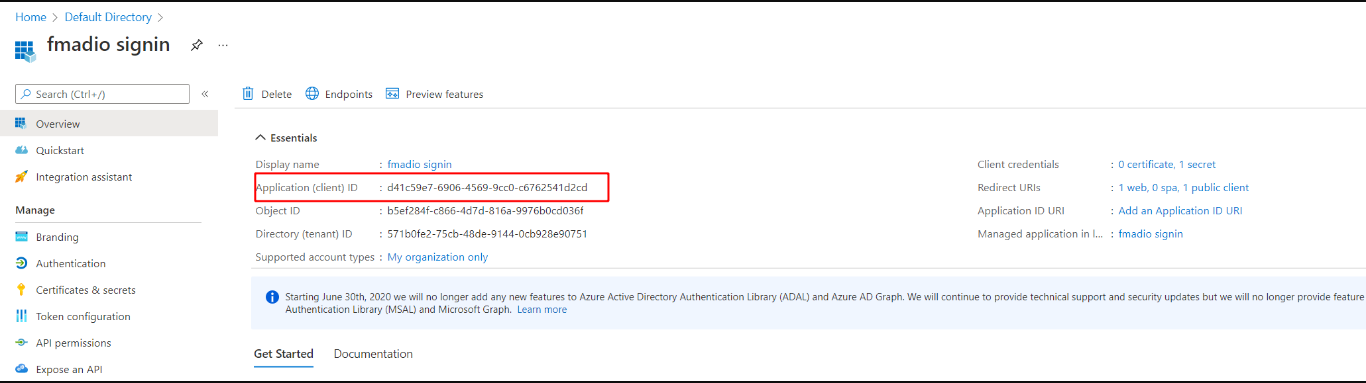 Home > Default Directory >
fmadio signin ...
Search (Ctrl+/) «
Overview
Quickstart
Integration assistant
Manage
Branding
Authentication
Certificates & secrets
Token configuration
API permissions
Expose an API
Delete Endpoints Preview features
Essentials
Display name : fmadio signin
Application (client) ID : d41c59e7-6906-4569-9cc0-c6762541d2cd
Object ID : b5ef284f-c866-4d7d-816a-9976b0cd036f
Directory (tenant) ID : 571b0fe2-75cb-48de-9144-0cb928e90751
Supported account types : My organization only
Client credentials : 0 certificate, 1 secret
Redirect URIs : 1 web, 0 spa, 1 public client
Application ID URI : Add an Application ID URI
Managed application in l... : fmadio signin
Starting June 30th, 2020 we will no longer add any new features to Azure Active Directory Authentication Library (ADAL) and Azure AD Graph. We will continue to provide technical support and security updates but we will no longer provide feature
Authentication Library (MSAL) and Microsoft Graph. Learn more
Get Started Documentation